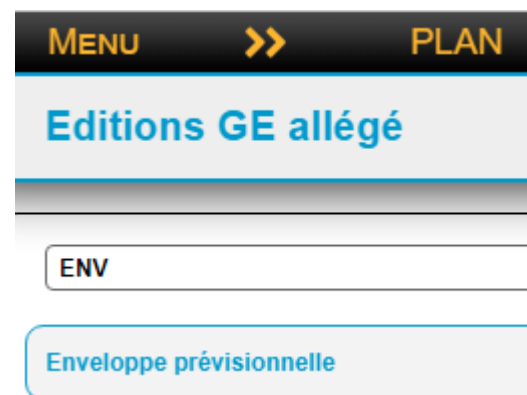 MENU >> PLAN
Editions GE allégé
ENV
Enveloppe prévisionnelle